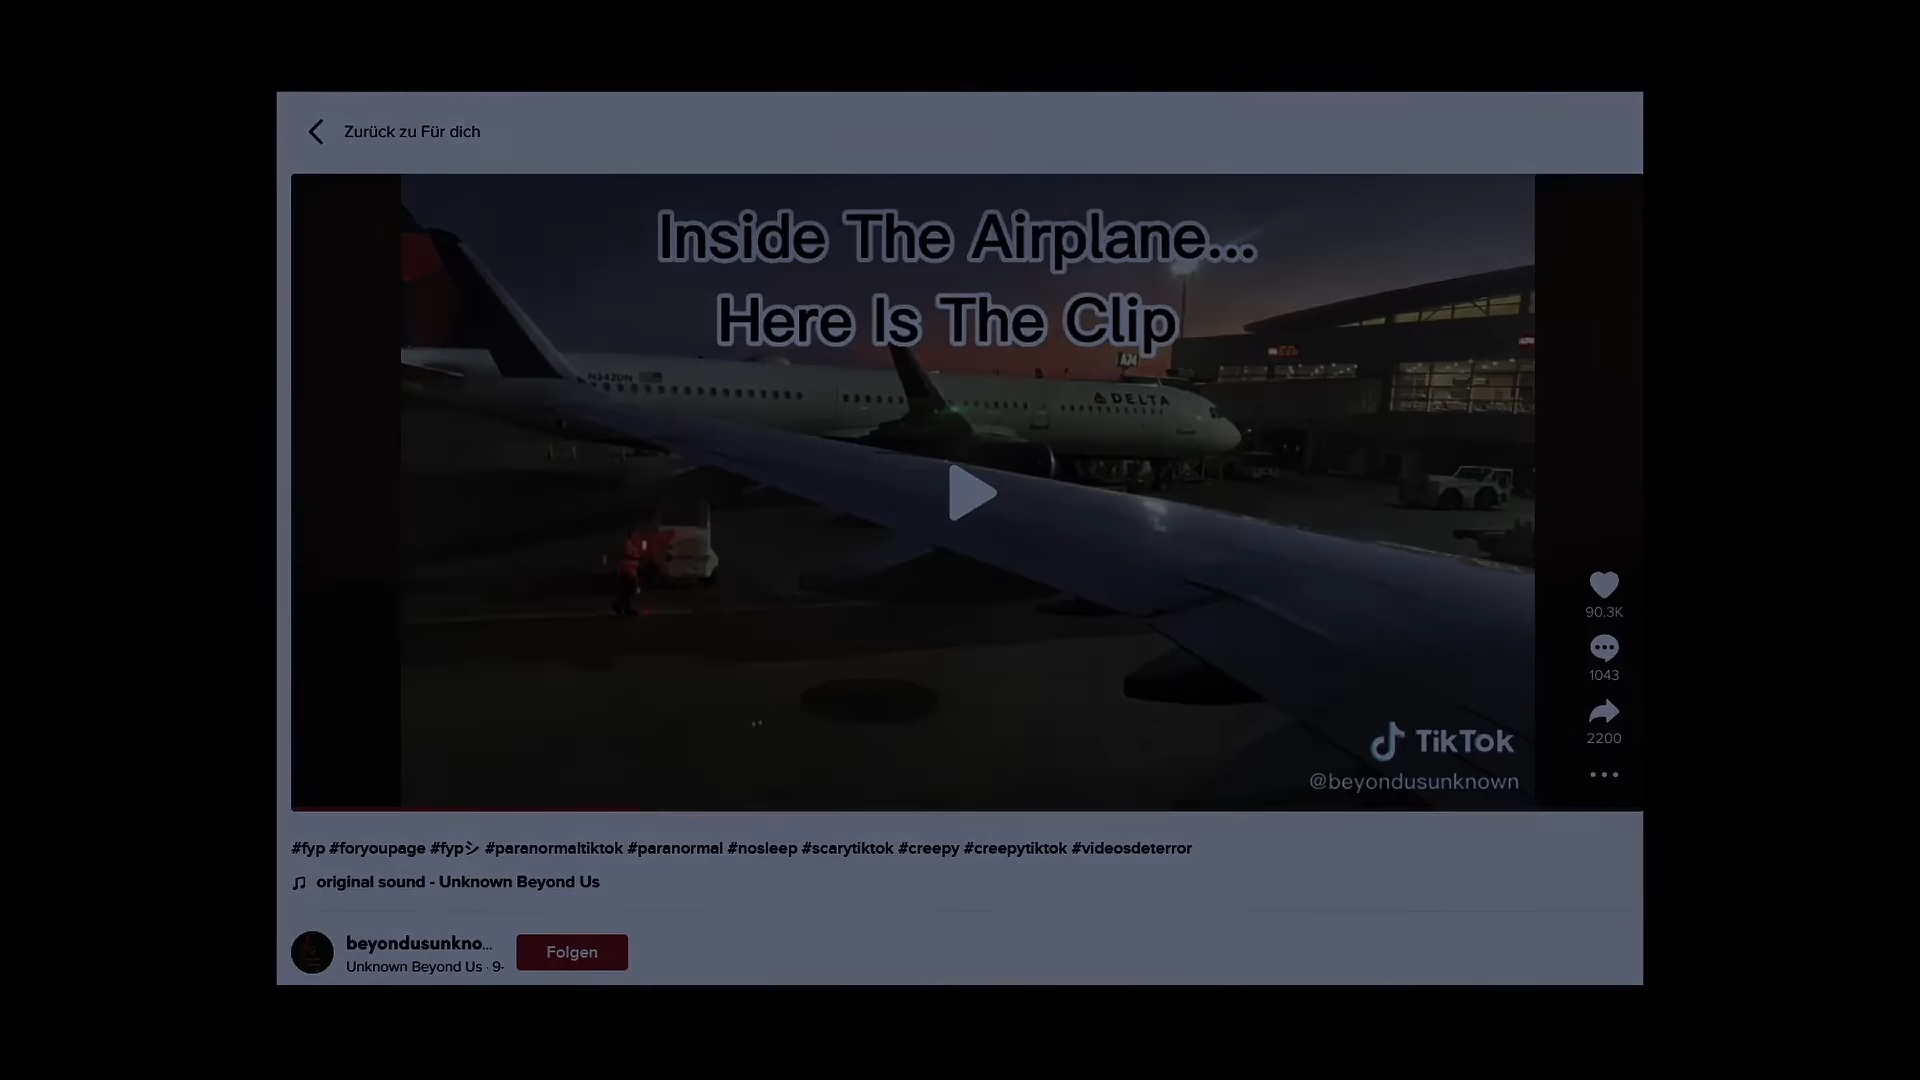 Zurück zu Für dich
Inside The Airplane...
Here Is The Clip
A24
N342DN
DELTA
90.3K
1043
2200
TikTok
@beyondusunknown
#fyp #foryoupage #fypシ #paranormaltiktok #paranormal #nosleep #scarytiktok #creepy #creepytiktok #videosdeterror
original sound - Unknown Beyond Us
beyondusunkno...
Unknown Beyond Us · 9-
Folgen